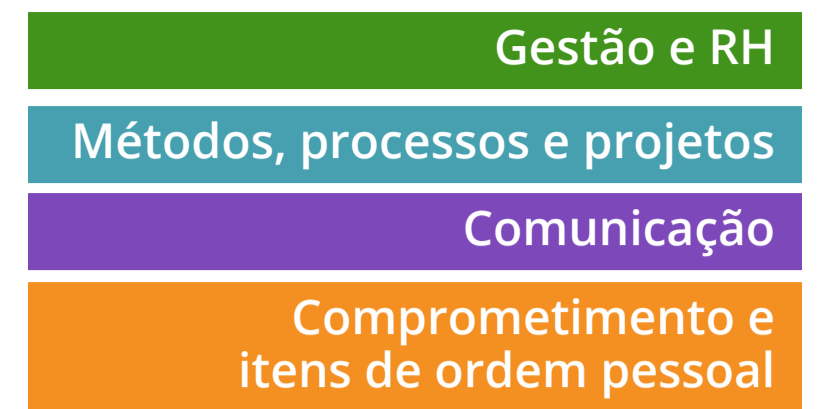 Gestão e RH
Métodos, processos e projetos
Comunicação
Comprometimento e
itens de ordem pessoal